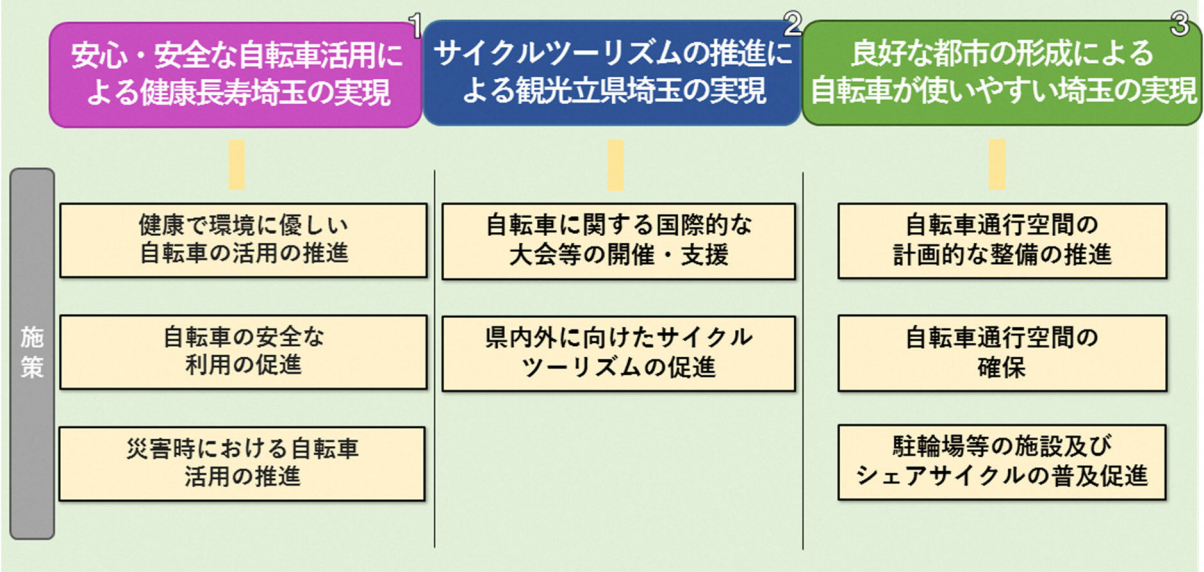 1
安心・安全な自転車活用に
よる健康長寿埼玉の実現
2
サイクルツーリズムの推進に
よる観光立県埼玉の実現
3
良好な都市の形成による
自転車が使いやすい埼玉の実現
施策
健康で環境に優しい
自転車の活用の推進
自転車の安全な
利用の促進
災害時における自転車
活用の推進
自転車に関する国際的な
大会等の開催・支援
県内外に向けたサイクル
ツーリズムの促進
自転車通行空間の
計画的な整備の推進
自転車通行空間の
確保
駐輪場等の施設及び
シェアサイクルの普及促進